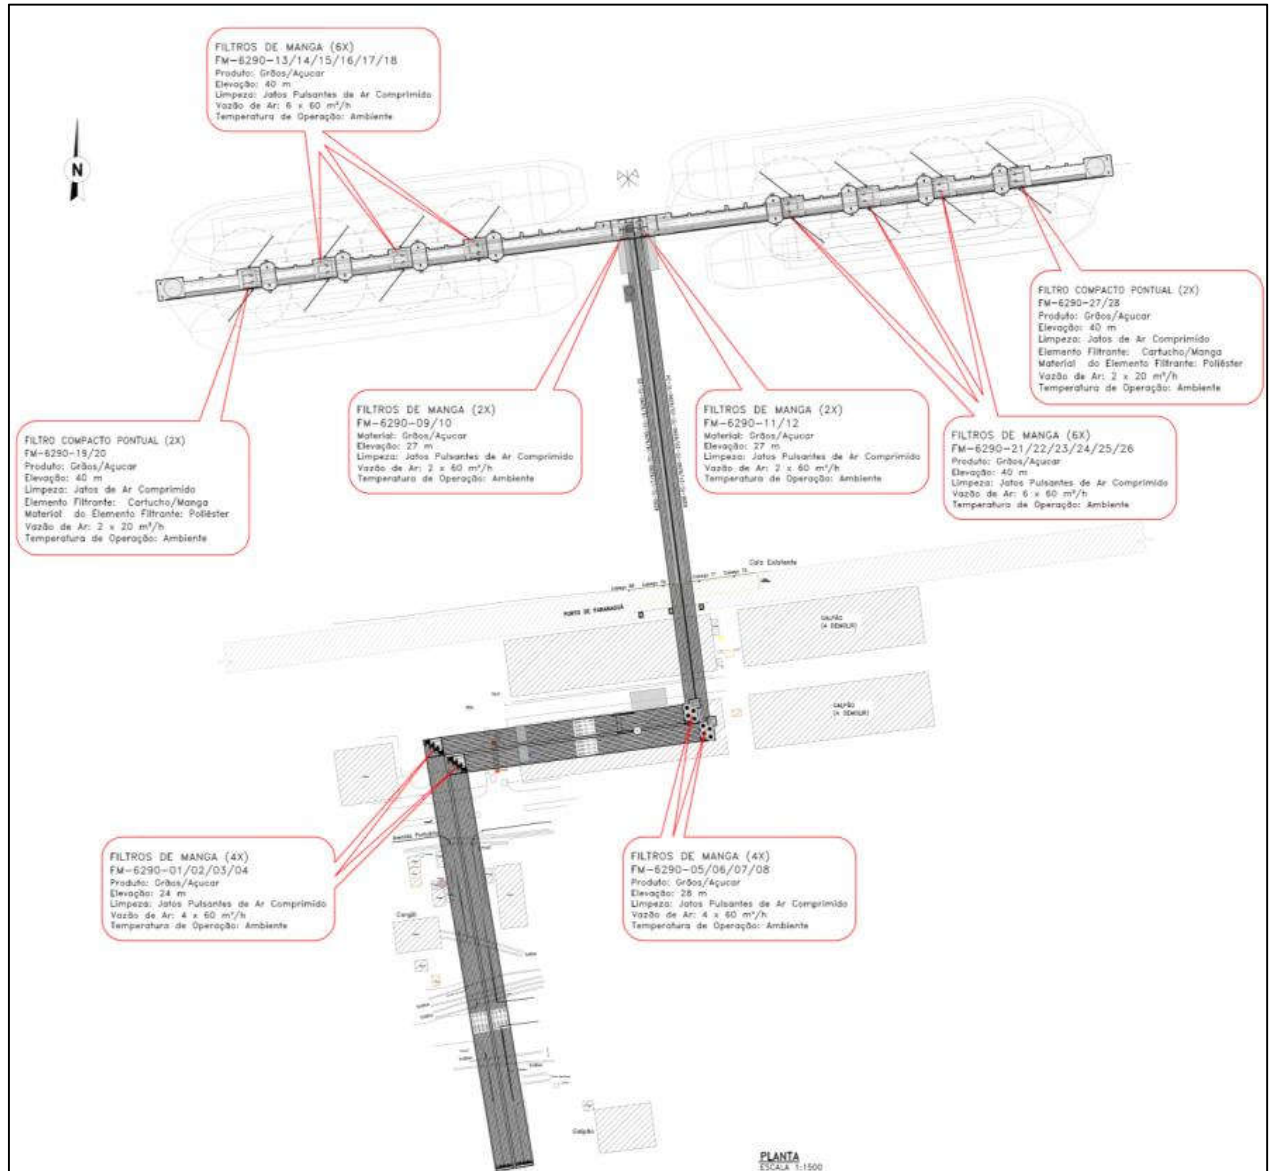 FILTROS DE MANGA (6X)
FM-6290-13/14/15/16/17/18
Produto: Grãos/Açucar
Elevação: 40 m
Limpeza: Jatos Pulsantes de Ar Comprimido
Vazão de Ar: 6 x 60 m³/h
Temperatura de Operação: Ambiente
N
FILTRO COMPACTO PONTUAL (2X)
FM-6290-27/28
Produto: Grãos/Açucar
Elevação: 40 m
Limpeza: Jatos de Ar Comprimido
Elemento Filtrante: Cartucho/Manga
Material do Elemento Filtrante: Poliéster
Vazão de Ar: 2 x 20 m³/h
Temperatura de Operação: Ambiente
FILTROS DE MANGA (2X)
FM-6290-09/10
Material: Grãos/Açucar
Elevação: 27 m
Limpeza: Jatos Pulsantes de Ar Comprimido
Vazão de Ar: 2 x 60 m³/h
Temperatura de Operação: Ambiente
FILTROS DE MANGA (2X)
FM-6290-11/12
Material: Grãos/Açucar
Elevação: 27 m
Limpeza: Jatos Pulsantes de Ar Comprimido
Vazão de Ar: 2 x 60 m³/h
Temperatura de Operação: Ambiente
FILTRO COMPACTO PONTUAL (2X)
FM-6290-19/20
Produto: Grãos/Açucar
Elevação: 40 m
Limpeza: Jatos de Ar Comprimido
Elemento Filtrante: Cartucho/Manga
Material do Elemento Filtrante: Poliéster
Vazão de Ar: 2 x 20 m³/h
Temperatura de Operação: Ambiente
FILTROS DE MANGA (6X)
FM-6290-21/22/23/24/25/26
Produto: Grãos/Açucar
Elevação: 40 m
Limpeza: Jatos Pulsantes de Ar Comprimido
Vazão de Ar: 6 x 60 m³/h
Temperatura de Operação: Ambiente
Cais Existente
PORTO DE PARANAGUÁ
GALPÃO
(A DEMOLIR)
GALPÃO
(A DEMOLIR)
FILTROS DE MANGA (4X)
FM-6290-01/02/03/04
Produto: Grãos/Açucar
Elevação: 24 m
Limpeza: Jatos Pulsantes de Ar Comprimido
Vazão de Ar: 4 x 60 m³/h
Temperatura de Operação: Ambiente
FILTROS DE MANGA (4X)
FM-6290-05/06/07/08
Produto: Grãos/Açucar
Elevação: 28 m
Limpeza: Jatos Pulsantes de Ar Comprimido
Vazão de Ar: 4 x 60 m³/h
Temperatura de Operação: Ambiente
Galpão
PLANTA
ESCALA 1:1500